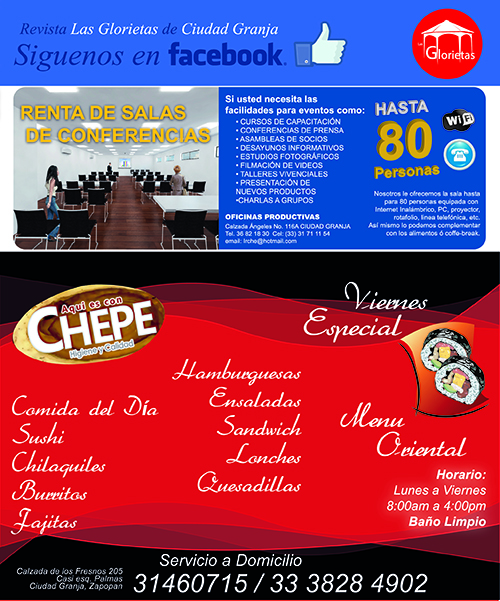 Revista Las Glorietas de Ciudad Granja
Siguenos en facebook.
Las
Glorietas
RENTA DE SALAS
DE CONFERENCIAS
Si usted necesita las
facilidades para eventos como:
• CURSOS DE CAPACITACIÓN
• CONFERENCIAS DE PRENSA
• ASAMBLEAS DE SOCIOS
• DESAYUNOS INFORMATIVOS
• ESTUDIOS FOTOGRÁFICOS
• FILMACIÓN DE VIDEOS
• TALLERES VIVENCIALES
• PRESENTACIÓN DE
NUEVOS PRODUCTOS
•CHARLAS A GRUPOS
OFICINAS PRODUCTIVAS
Calzada Ángeles No. 116A CIUDAD GRANJA
Tel. 36 82 18 30 Cel: (33) 31 71 11 54
email: lrche@hotmail.com
HASTA
80
Personas
WiFi
Nosotros le ofrecemos la sala hasta
para 80 personas equipada con
Internet Inalámbrico, PC, proyector,
rotafolio, linea telefónica, etc.
Así mismo lo podemos complementar
con los alimentos ó coffe-break.
Aqui es con
CHEPE
Higiene y Calidad
Viernes
Especial
Comida del Día
Sushi
Chilaquiles
Burritos
Fajitas
Hamburguesas
Ensaladas
Sandwich
Lonches
Quesadillas
Menu
Oriental
Horario:
Lunes a Viernes
8:00am a 4:00pm
Baño Limpio
Calzada de los Fresnos 205
Casi esq. Palmas
Ciudad Granja, Zapopan
Servicio a Domicilio
31460715 / 33 3828 4902